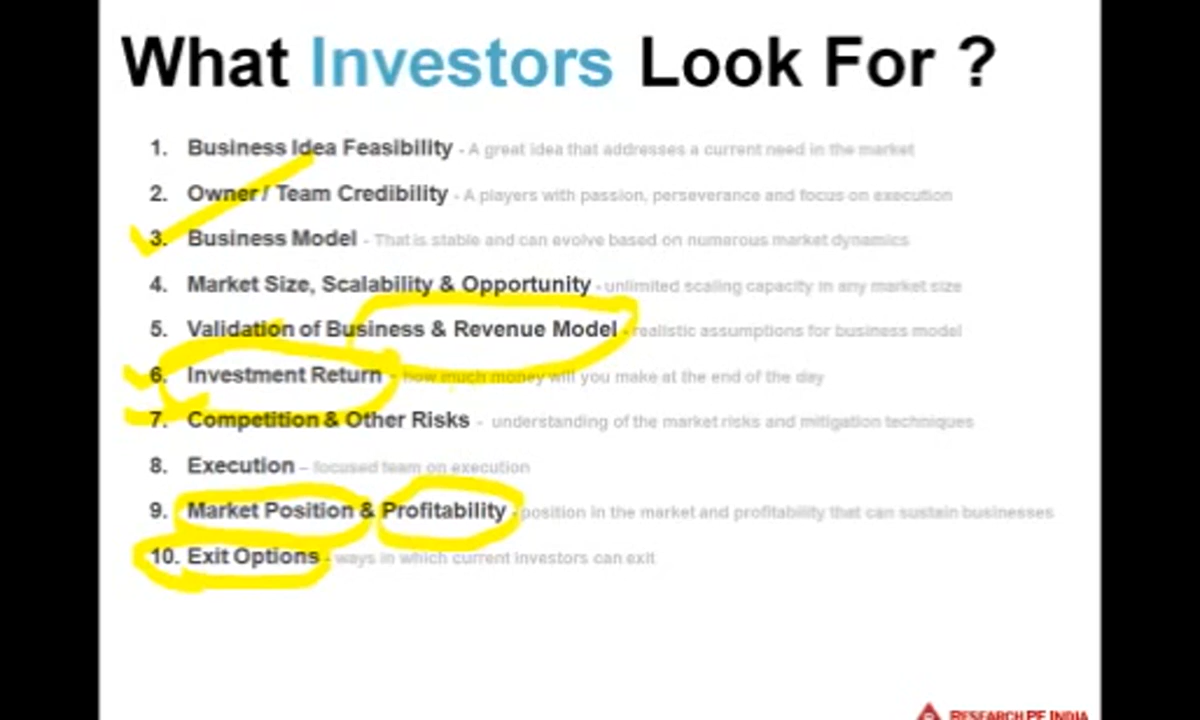 What Investors Look For ?
1. Business Idea Feasibility - A great idea that addresses a current need in the market
2. Owner / Team Credibility - A players with passion, perseverance and focus on execution
3. Business Model - That is stable and can evolve based on numerous market dynamics
4. Market Size, Scalability & Opportunity - unlimited scaling capacity in any market size
5. Validation of Business & Revenue Model - realistic assumptions for business model
6. Investment Return - how much money will you make at the end of the day
7. Competition & Other Risks - understanding of the market risks and mitigation techniques
8. Execution – focused team on execution
9. Market Position & Profitability - position in the market and profitability that can sustain businesses
10. Exit Options - ways in which current investors can exit
RESEARCH PE INDIA